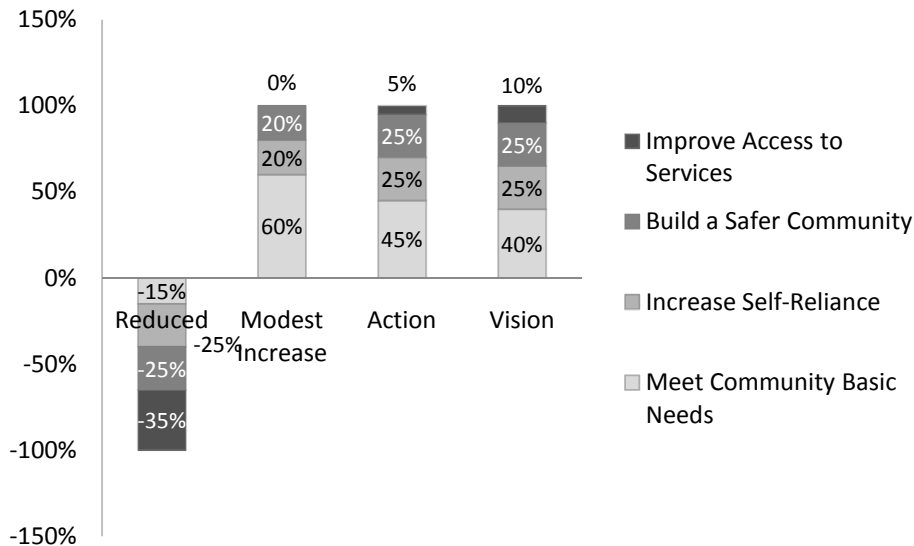 150%
100%
50%
0%
-50%
-100%
-150%
0%
5%
10%
20%
25%
25%
20%
25%
25%
60%
45%
40%
-15%
-25%
-25%
-35%
Reduced
Modest
Increase
Action
Vision
Improve Access to
Services
Build a Safer Community
Increase Self-Reliance
Meet Community Basic
Needs